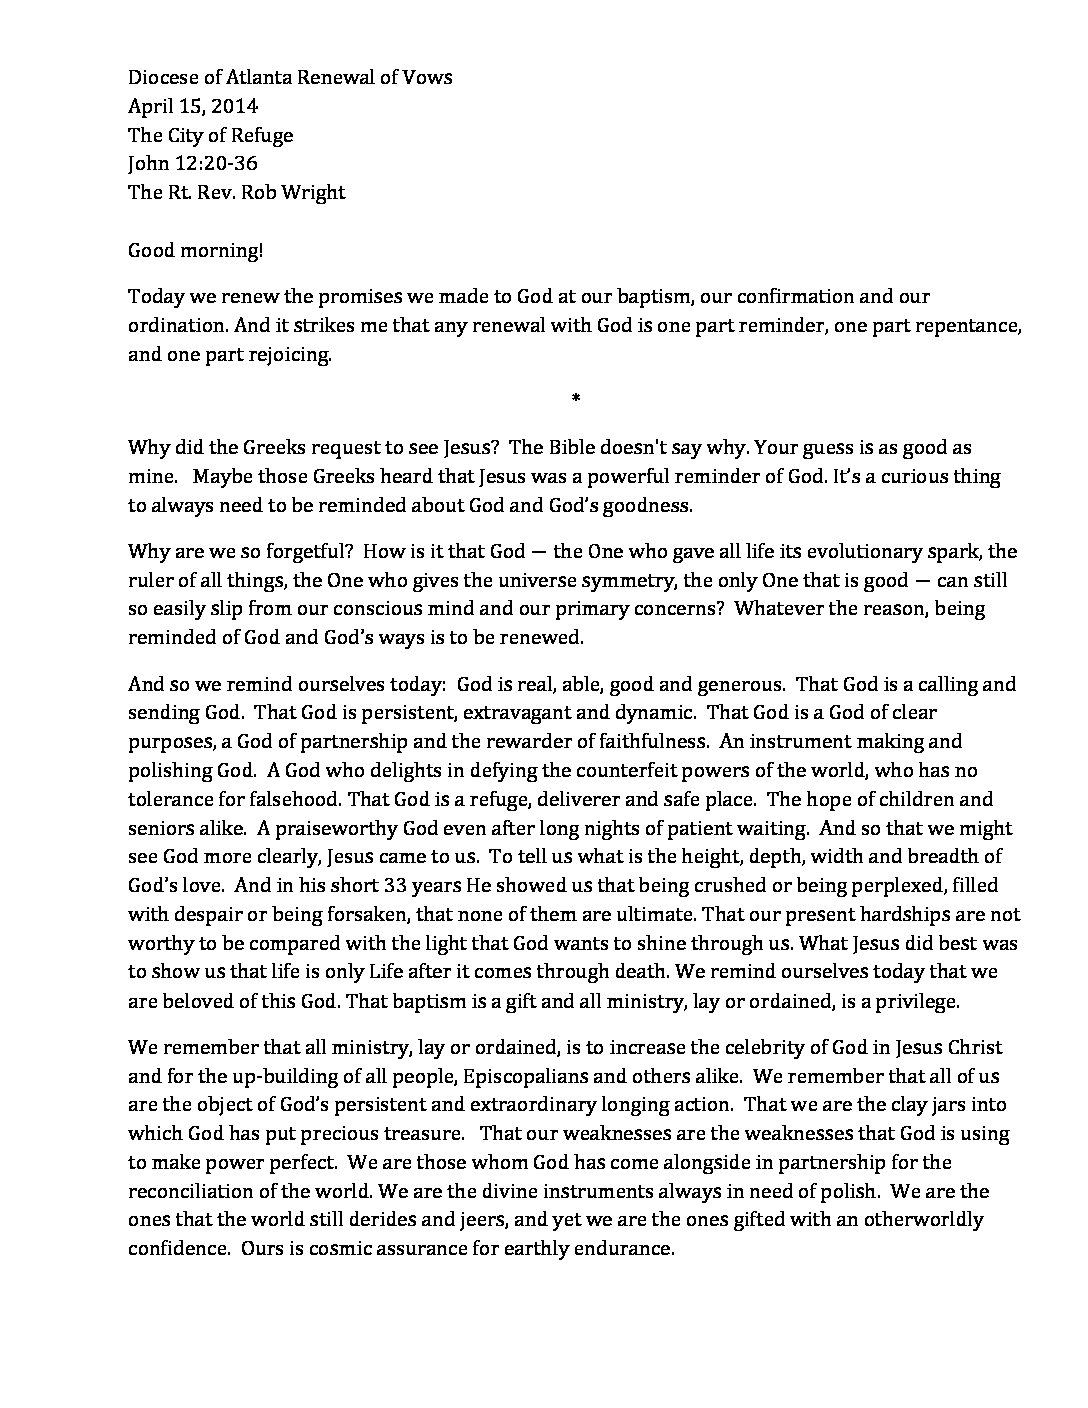 Diocese of Atlanta Renewal of Vows
April 15, 2014
The City of Refuge
John 12:20-36
The Rt. Rev. Rob Wright
Good morning!
Today we renew the promises we made to God at our baptism, our confirmation and our
ordination. And it strikes me that any renewal with God is one part reminder, one part repentance,
and one part rejoicing.
*
Why did the Greeks request to see Jesus?  The Bible doesn't say why. Your guess is as good as
mine.   Maybe those Greeks heard that Jesus was a powerful reminder of God. It’s a curious thing
to always need to be reminded about God and God’s goodness.
Why are we so forgetful?  How is it that God — the One who gave all life its evolutionary spark, the
ruler of all things, the One who gives the universe symmetry, the only One that is good — can still
so easily slip from our conscious mind and our primary concerns?  Whatever the reason, being
reminded of God and God’s ways is to be renewed.
And so we remind ourselves today:  God is real, able, good and generous.  That God is a calling and
sending God.  That God is persistent, extravagant and dynamic.  That God is a God of clear
purposes, a God of partnership and the rewarder of faithfulness.  An instrument making and
polishing God.  A God who delights in defying the counterfeit powers of the world, who has no
tolerance for falsehood. That God is a refuge, deliverer and safe place.  The hope of children and
seniors alike.  A praiseworthy God even after long nights of patient waiting.  And so that we might
see God more clearly, Jesus came to us.  To tell us what is the height, depth, width and breadth of
God’s love.  And in his short 33 years He showed us that being crushed or being perplexed, filled
with despair or being forsaken, that none of them are ultimate. That our present hardships are not
worthy to be compared with the light that God wants to shine through us. What Jesus did best was
to show us that life is only Life after it comes through death. We remind ourselves today that we
are beloved of this God. That baptism is a gift and all ministry, lay or ordained, is a privilege.
We remember that all ministry, lay or ordained, is to increase the celebrity of God in Jesus Christ
and for the up-building of all people, Episcopalians and others alike.  We remember that all of us
are the object of God’s persistent and extraordinary longing action.  That we are the clay jars into
which God has put precious treasure.   That our weaknesses are the weaknesses that God is using
to make power perfect.  We are those whom God has come alongside in partnership for the
reconciliation of the world. We are the divine instruments always in need of polish.  We are the
ones that the world still derides and jeers, and yet we are the ones gifted with an otherworldly
confidence.  Ours is cosmic assurance for earthly endurance.